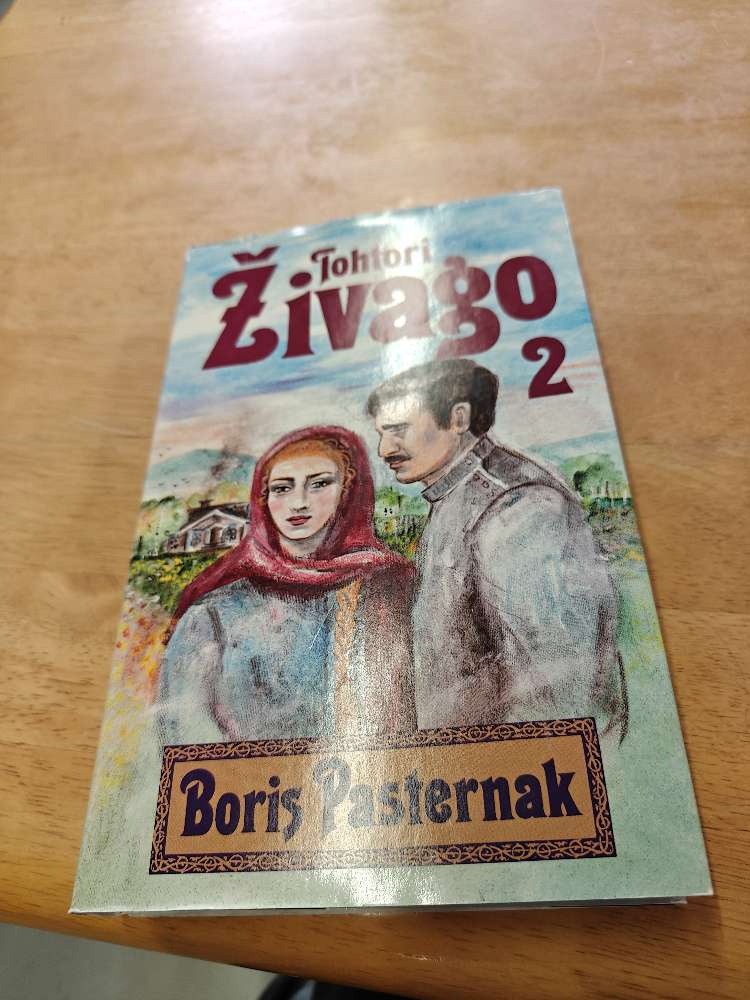 Tohtori
Živago
2
Boris Pasternak